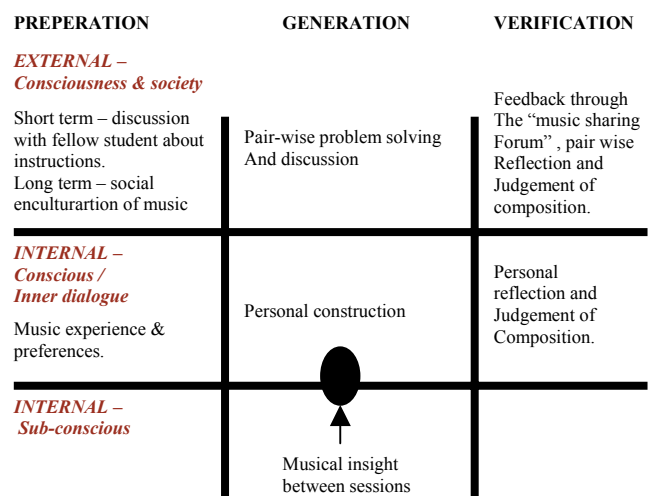 PREPERATION
GENERATION
VERIFICATION
EXTERNAL –
Consciousness & society
Short term – discussion
with fellow student about
instructions.
Long term – social
enculturartion of music
Pair-wise problem solving
And discussion
Feedback through
The “music sharing
Forum” , pair wise
Reflection and
Judgement of
composition.
INTERNAL –
Conscious /
Inner dialogue
Music experience &
preferences.
Personal construction
Personal
reflection and
Judgement of
Composition.
INTERNAL –
Sub-conscious
Musical insight
between sessions